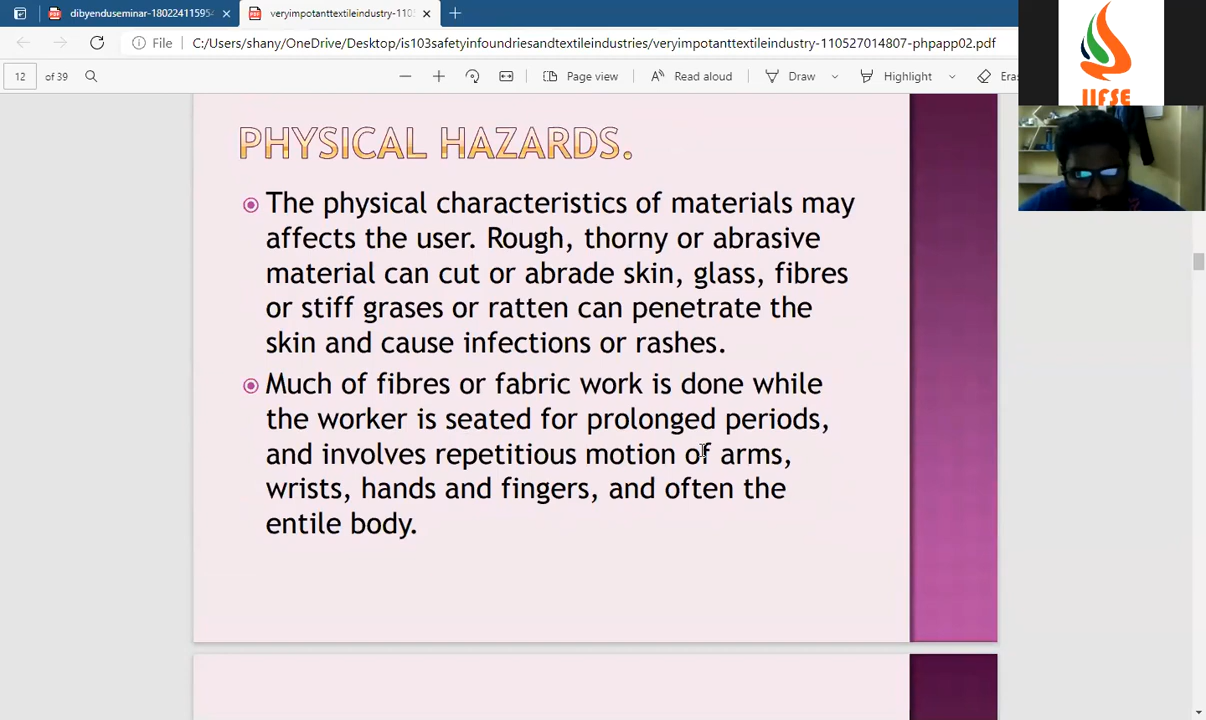 dibyenduseminar-18022411595
veryimpotanttextileindustry-110
File
C:/Users/shany/OneDrive/Desktop/is103safetyinfoundriesandtextileindustries/veryimpotanttextileindustry-110527014807-phpapp02.pdf
12 of 39
Page view
Read aloud
Draw
Highlight
Eras
IIFSE
PHYSICAL HAZARDS.
The physical characteristics of materials may
affects the user. Rough, thorny or abrasive
material can cut or abrade skin, glass, fibres
or stiff grases or ratten can penetrate the
skin and cause infections or rashes.
Much of fibres or fabric work is done while
the worker is seated for prolonged periods,
and involves repetitious motion of arms,
wrists, hands and fingers, and often the
entile body.